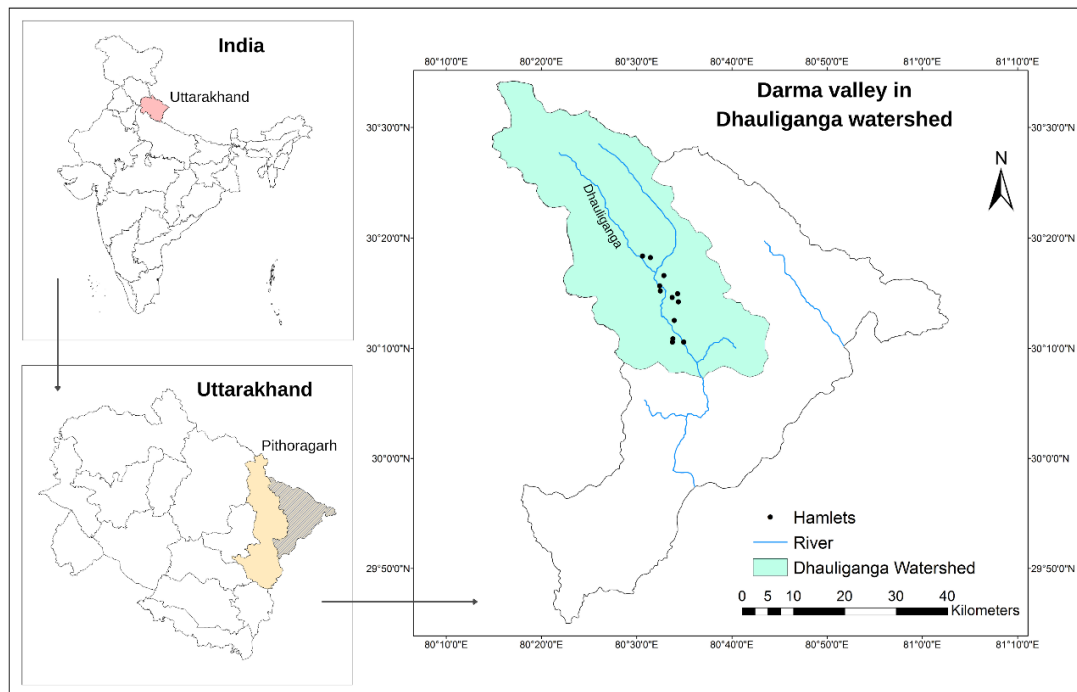 India
Uttarakhand
Uttarakhand
Pithoragarh
80°10'0"E 80°20'0"E 80°30'0"E 80°40'0"E 80°50'0"E 81°0'0"E 81°10'0"E
Darma valley in
Dhauliganga watershed
30°30'0"N
30°30'0"N
N
Dhauliganga
30°20'0"N
30°20'0"N
30°10'0"N
30°10'0"N
30°0'0"N
30°0'0"N
Hamlets
River
Dhauliganga Watershed
29°50'0"N
29°50'0"N
0 5 10 20 30 40
Kilometers
80°10'0"E 80°20'0"E 80°30'0"E 80°40'0"E 80°50'0"E 81°0'0"E 81°10'0"E